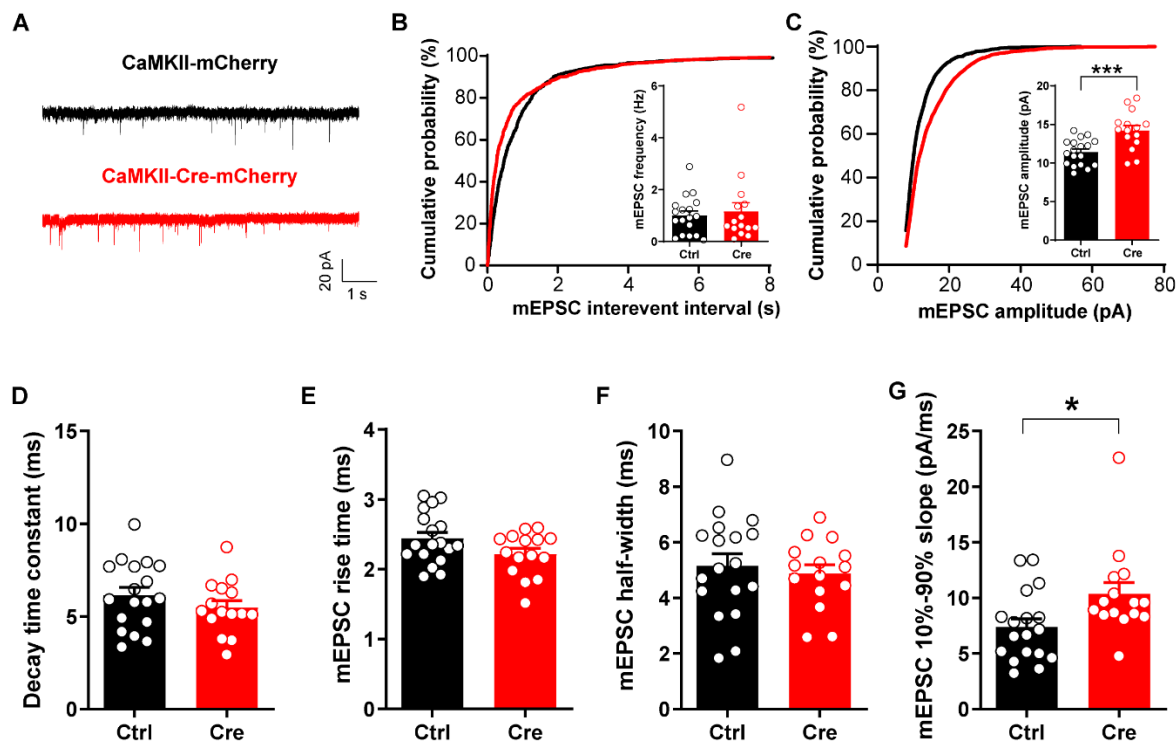 A
CaMKII-mCherry
CaMKII-Cre-mCherry
20 pA
1 s
B
Cumulative probability (%)
100
80
60
40
20
0
0 2 4 6 8
mEPSC interevent interval (s)
mEPSC frequency (Hz)
6
4
2
0
Ctrl Cre
C
Cumulative probability (%)
100
80
60
40
20
0
0 20 40 60 80
mEPSC amplitude (pA)
***
mEPSC amplitude (pA)
20
15
10
5
0
Ctrl Cre
D
Decay time constant (ms)
15
10
5
0
Ctrl Cre
E
mEPSC rise time (ms)
4
3
2
1
0
Ctrl Cre
F
mEPSC half-width (ms)
10
8
6
4
2
0
Ctrl Cre
G
mEPSC 10%-90% slope (pA/ms)
25
20
15
10
5
0
*
Ctrl Cre